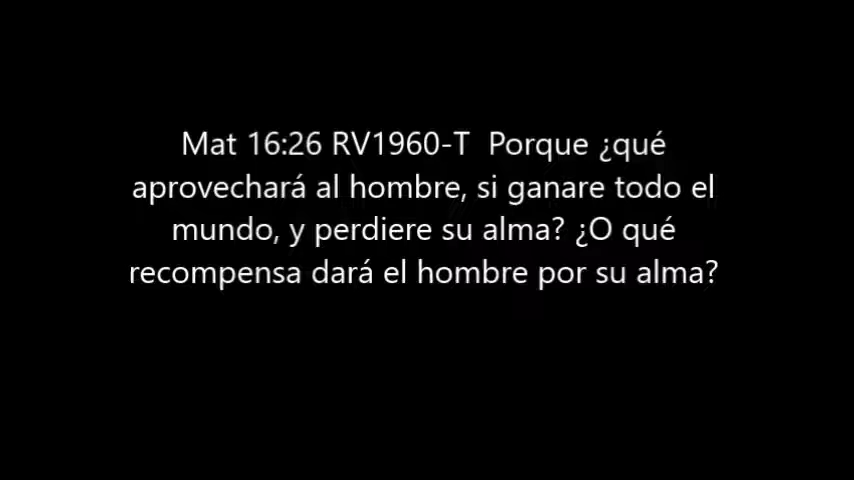 Mat 16:26 RV1960-T  Porque ¿qué
aprovechará al hombre, si ganare todo el
mundo, y perdiere su alma? ¿O qué
recompensa dará el hombre por su alma?